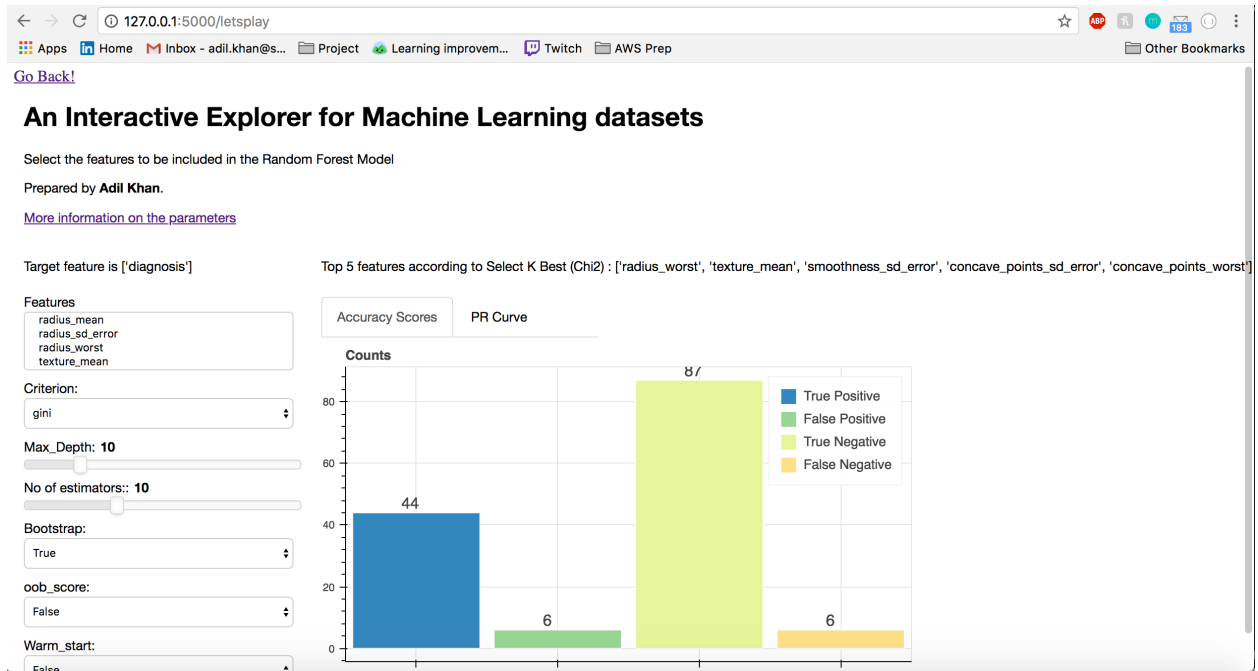 127.0.0.1:5000/letsplay
ABP
183
Apps
Home
Inbox - adil.khan@s...
Project
Learning improvem...
Twitch
AWS Prep
Other Bookmarks
Go Back!
An Interactive Explorer for Machine Learning datasets
Select the features to be included in the Random Forest Model
Prepared by Adil Khan.
More information on the parameters
Target feature is ['diagnosis']
Top 5 features according to Select K Best (Chi2) : ['radius_worst', 'texture_mean', 'smoothness_sd_error', 'concave_points_sd_error', 'concave_points_worst']
Features
radius_mean
radius_sd_error
radius_worst
texture_mean
Criterion:
gini
Max_Depth: 10
No of estimators:: 10
Bootstrap:
True
oob_score:
False
Warm_start:
False
Accuracy Scores
PR Curve
Counts
80
60
40
20
0
44
6
87
6
True Positive
False Positive
True Negative
False Negative